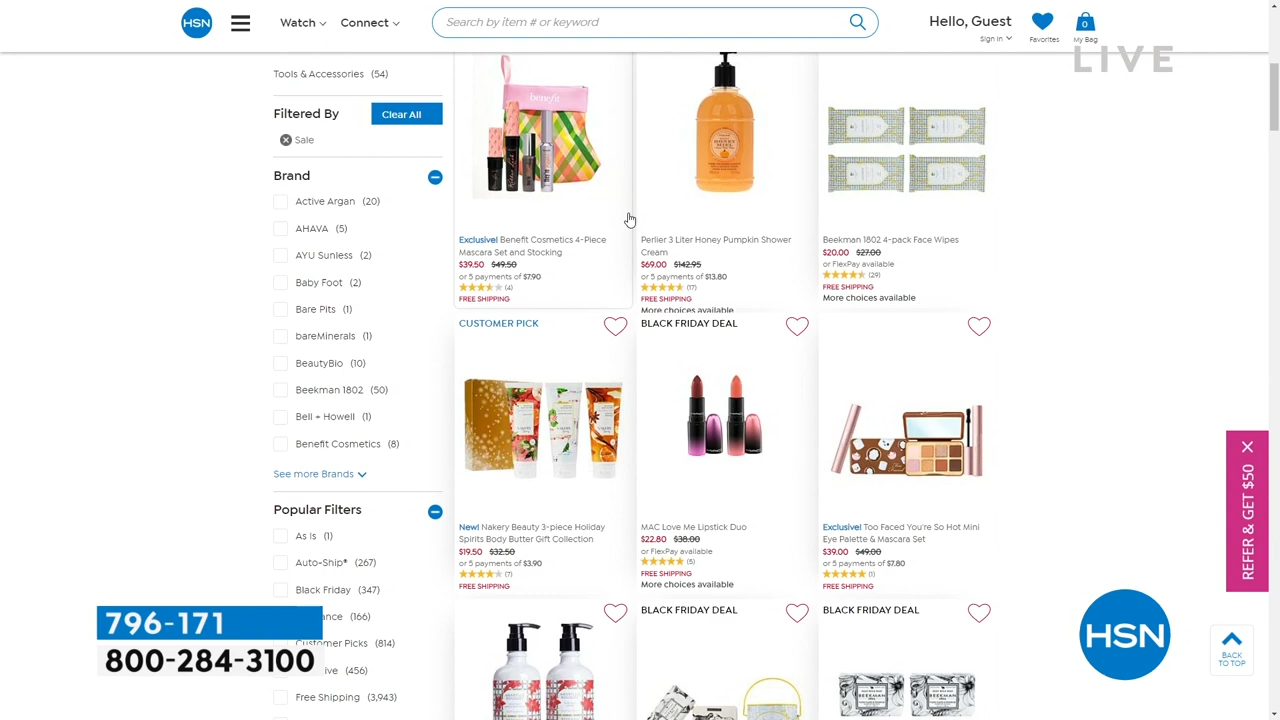 HSN
Watch
Connect
Search by item # or keyword
Hello, Guest
Sign In
Favorites
0
My Bag
LIVE
Tools & Accessories (54)
Filtered By
Clear All
Sale
Brand
Active Argan (20)
AHAVA (5)
AYU Sunless (2)
Baby Foot (2)
Bare Pits (1)
bareMinerals (1)
BeautyBio (10)
Beekman 1802 (50)
Bell + Howell (1)
Benefit Cosmetics (8)
See more Brands
Popular Filters
As Is (1)
Auto-Ship® (267)
Black Friday (347)
ance (166)
Customer Picks (814)
ive (456)
Free Shipping (3,943)
benefit
Exclusive! Benefit Cosmetics 4-Piece
Mascara Set and Stocking
$39.50 $49.50
or 5 payments of $7.90
(4)
FREE SHIPPING
Perlier 3 Liter Honey Pumpkin Shower
Cream
$69.00 $142.95
or 5 payments of $13.80
(17)
FREE SHIPPING
More choices available
Beekman 1802 4-pack Face Wipes
$20.00 $27.00
or FlexPay available
(29)
FREE SHIPPING
More choices available
CUSTOMER PICK
New! Nakery Beauty 3-piece Holiday
Spirits Body Butter Gift Collection
$19.50 $32.50
or 5 payments of $3.90
(7)
FREE SHIPPING
BLACK FRIDAY DEAL
MAC Love Me Lipstick Duo
$22.80 $38.00
or FlexPay available
(5)
FREE SHIPPING
More choices available
Exclusive! Too Faced You're So Hot Mini
Eye Palette & Mascara Set
$39.00 $49.00
or 5 payments of $7.80
(1)
FREE SHIPPING
BLACK FRIDAY DEAL
BLACK FRIDAY DEAL
BEEKMAN
REFER & GET $50
796-171
800-284-3100
HSN
BACK
TO TOP